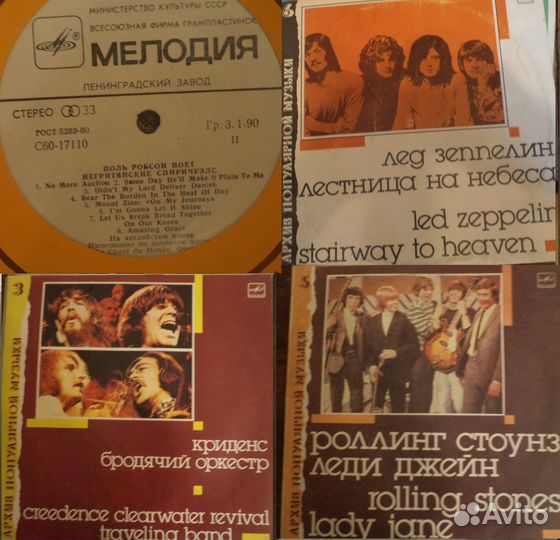 МИНИСТЕРСТВО КУЛЬТУРЫ СССР
ВСЕСОЮЗНАЯ ФИРМА ГРАМПЛАСТИНОК
МЕЛОДИЯ
ЛЕНИНГРАДСКИЙ ЗАВОД
СТЕРЕО 33
ГОСТ 5289-80
Гр. 3. 1-90
С60-17110
II
ПОЛЬ РОБСОН ПОЕТ
НЕГРИТЯНСКИЕ СПИРИЧУЭЛС
1. No More Auction 2. Some Day He'll Make it Plain To Me
3. Didn't My Lord Deliver Daniel
4. Bear The Burden In The Heat Of Day
5. Mount Zion: «On My Journey»
6. I'm Gonna Let It Shine
7. Let Us Break Bread Together
On Our Knees
8. Amazing Grace
На английском языке
Изготовлено по лицензии
Chant du Monde,
6
АРХИВ ПОПУЛЯРНОЙ МУЗЫКИ
лед зеппелин
лестница на небеса
led zeppelin
stairway to heaven
3
АРХИВ ПОПУЛЯРНОЙ МУЗЫКИ
криденс
бродячий оркестр
creedence clearwater revival
traveling band
5
АРХИВ ПОПУЛЯРНОЙ МУЗЫКИ
роллинг стоунз
леди джейн
rolling stones
lady jane
Avito